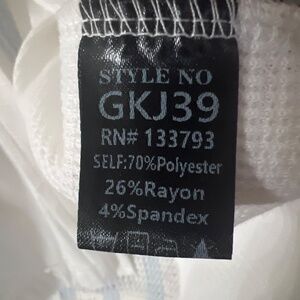 STYLE NO
GKJ39
RN# 133793
SELF:70%Polyester
26%Rayon
4%Spandex